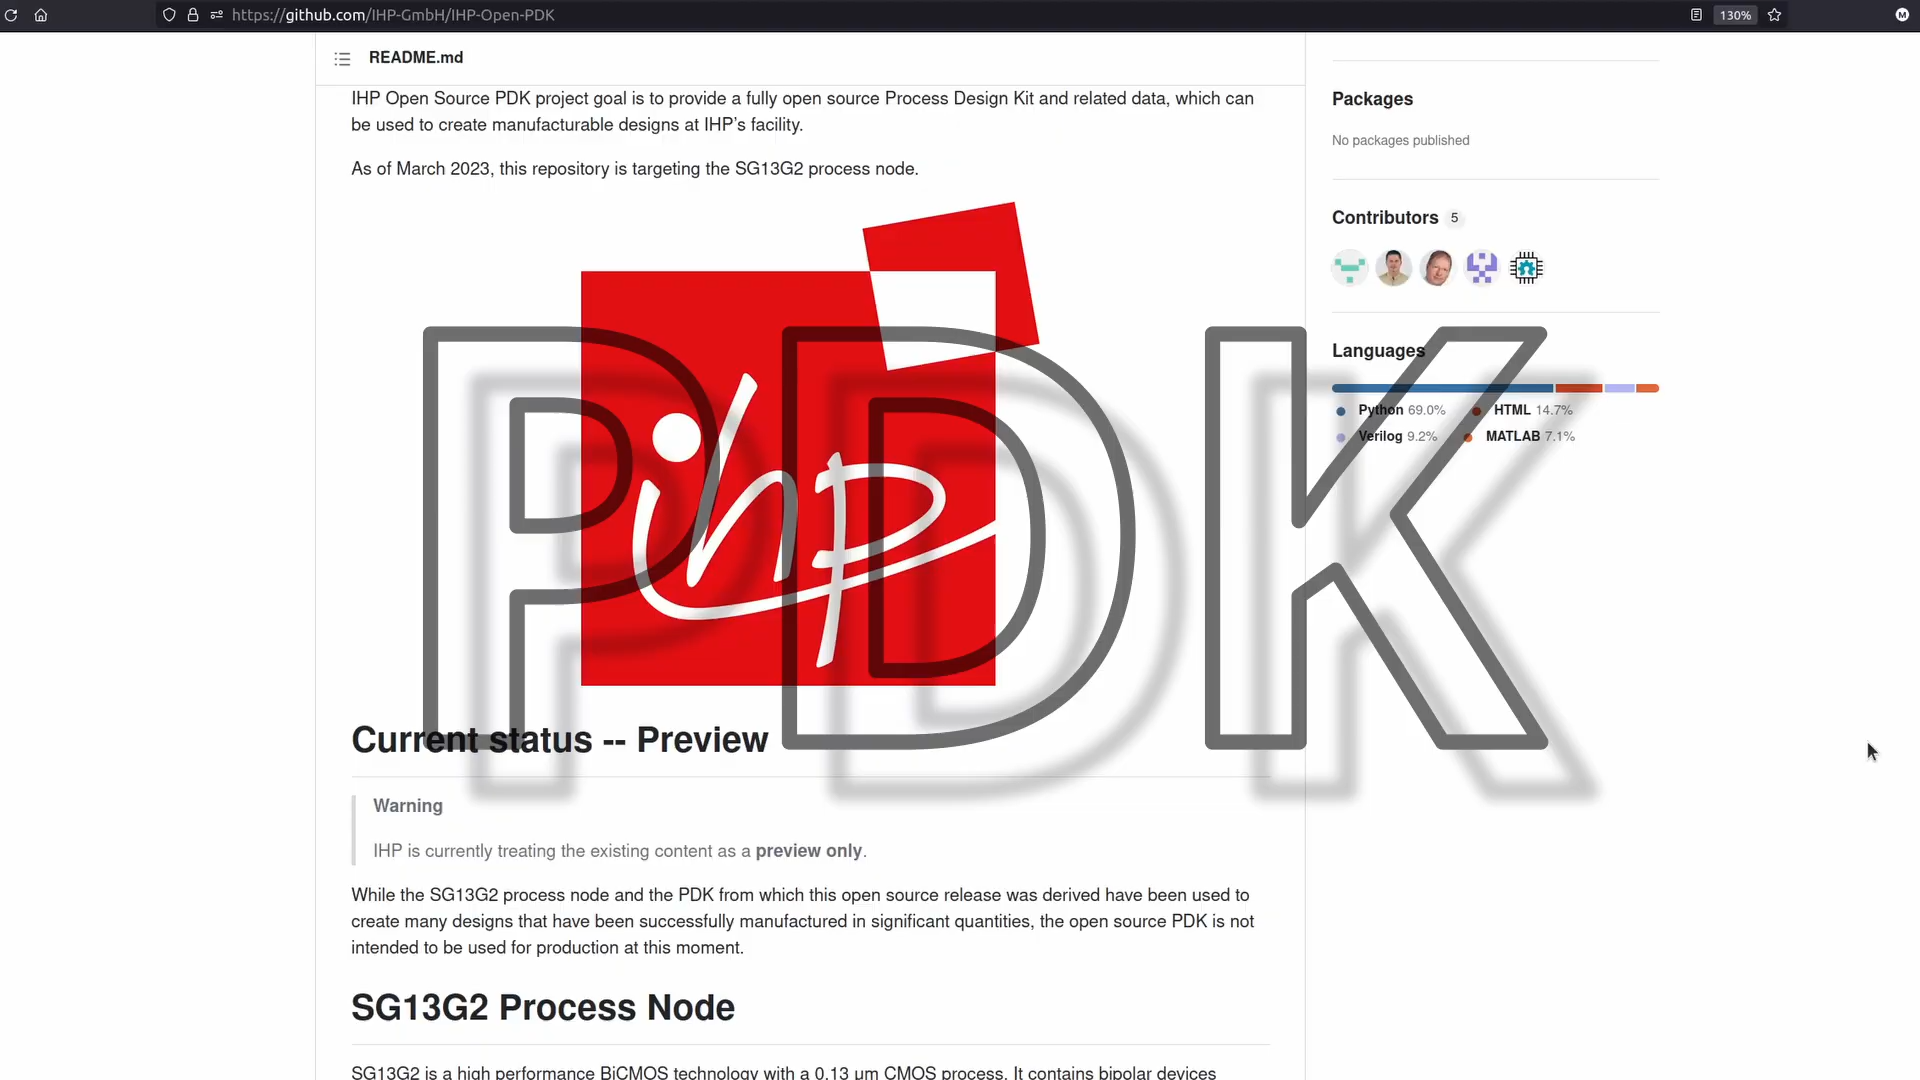 https://github.com/IHP-GmbH/IHP-Open-PDK
130%
M
README.md
IHP Open Source PDK project goal is to provide a fully open source Process Design Kit and related data, which can
be used to create manufacturable designs at IHP's facility.
As of March 2023, this repository is targeting the SG13G2 process node.
ihp
PDK
Current status -- Preview
Warning
IHP is currently treating the existing content as a preview only.
While the SG13G2 process node and the PDK from which this open source release was derived have been used to
create many designs that have been successfully manufactured in significant quantities, the open source PDK is not
intended to be used for production at this moment.
SG13G2 Process Node
SG13G2 is a high performance BiCMOS technology with a 0.13 μm CMOS process. It contains bipolar devices
Packages
No packages published
Contributors 5
Languages
Python 69.0% HTML 14.7%
Verilog 9.2% MATLAB 7.1%